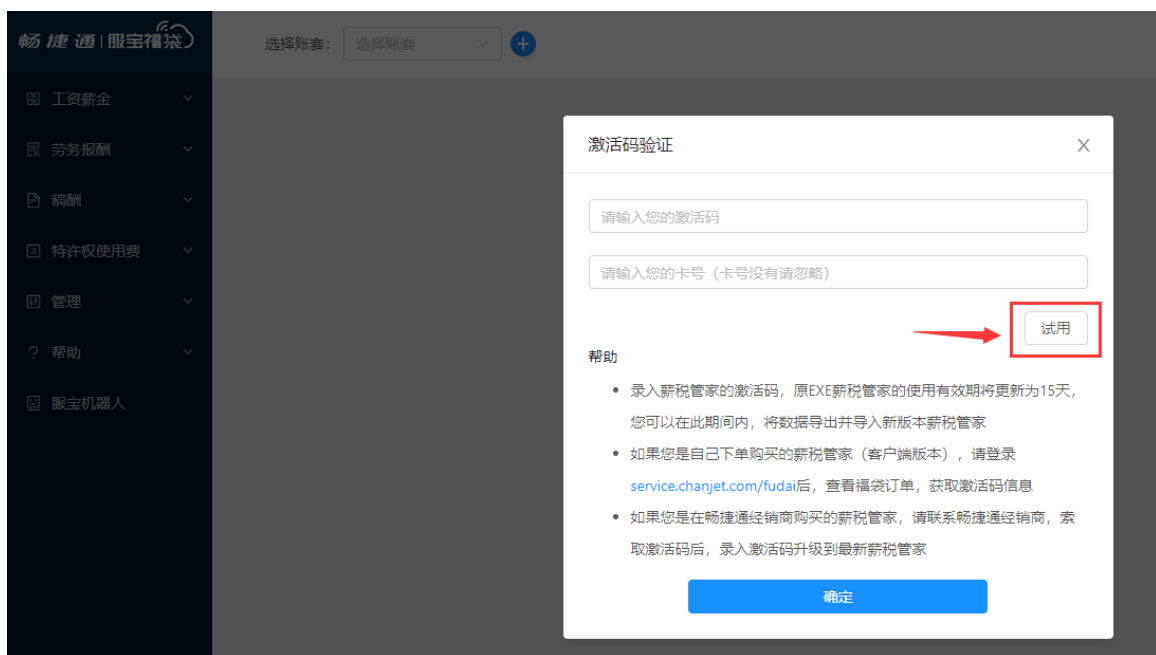 畅捷通|服宝福袋
选择账套： 选择账套
工资薪金
劳务报酬
稿酬
特许权使用费
管理
? 帮助
服宝机器人
激活码验证
请输入您的激活码
请输入您的卡号（卡号没有请忽略）
试用
帮助
• 录入薪税管家的激活码，原EXE薪税管家的使用有效期将更新为15天，
您可以在此期间内，将数据导出并导入新版本薪税管家
• 如果您是自己下单购买的薪税管家（客户端版本），请登录
service.chanjet.com/fudai后，查看福袋订单，获取激活码信息
• 如果您是在畅捷通经销商购买的薪税管家，请联系畅捷通经销商，索
取激活码后，录入激活码升级到最新薪税管家
确定